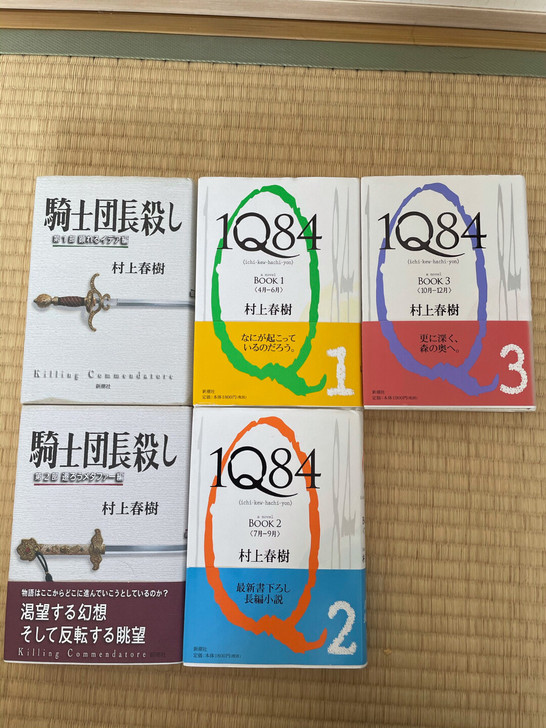 騎士団長殺し
第1部 顕れるイデア編
村上春樹
Killing Commendatore
新潮社
1Q84
(ichi-kew-hachi-yon)
a novel
BOOK 1
〈4月-6月〉
村上春樹
なにが起こって
いるのだろう。
1
新潮社
1Q84
(ichi-kew-hachi-yon)
a novel
BOOK 3
〈10月-12月〉
村上春樹
更に深く、
森の奥へ。
3
新潮社
騎士団長殺し
第2部 遷ろうメタファー編
村上春樹
物語はここからどこに進んでいこうとしているのか?
渇望する幻想
そして反転する眺望
Killing Commendatore
1Q84
(ichi-kew-hachi-yon)
a novel
BOOK 2
〈7月-9月〉
村上春樹
最新書下ろし
長編小説
2
新潮社